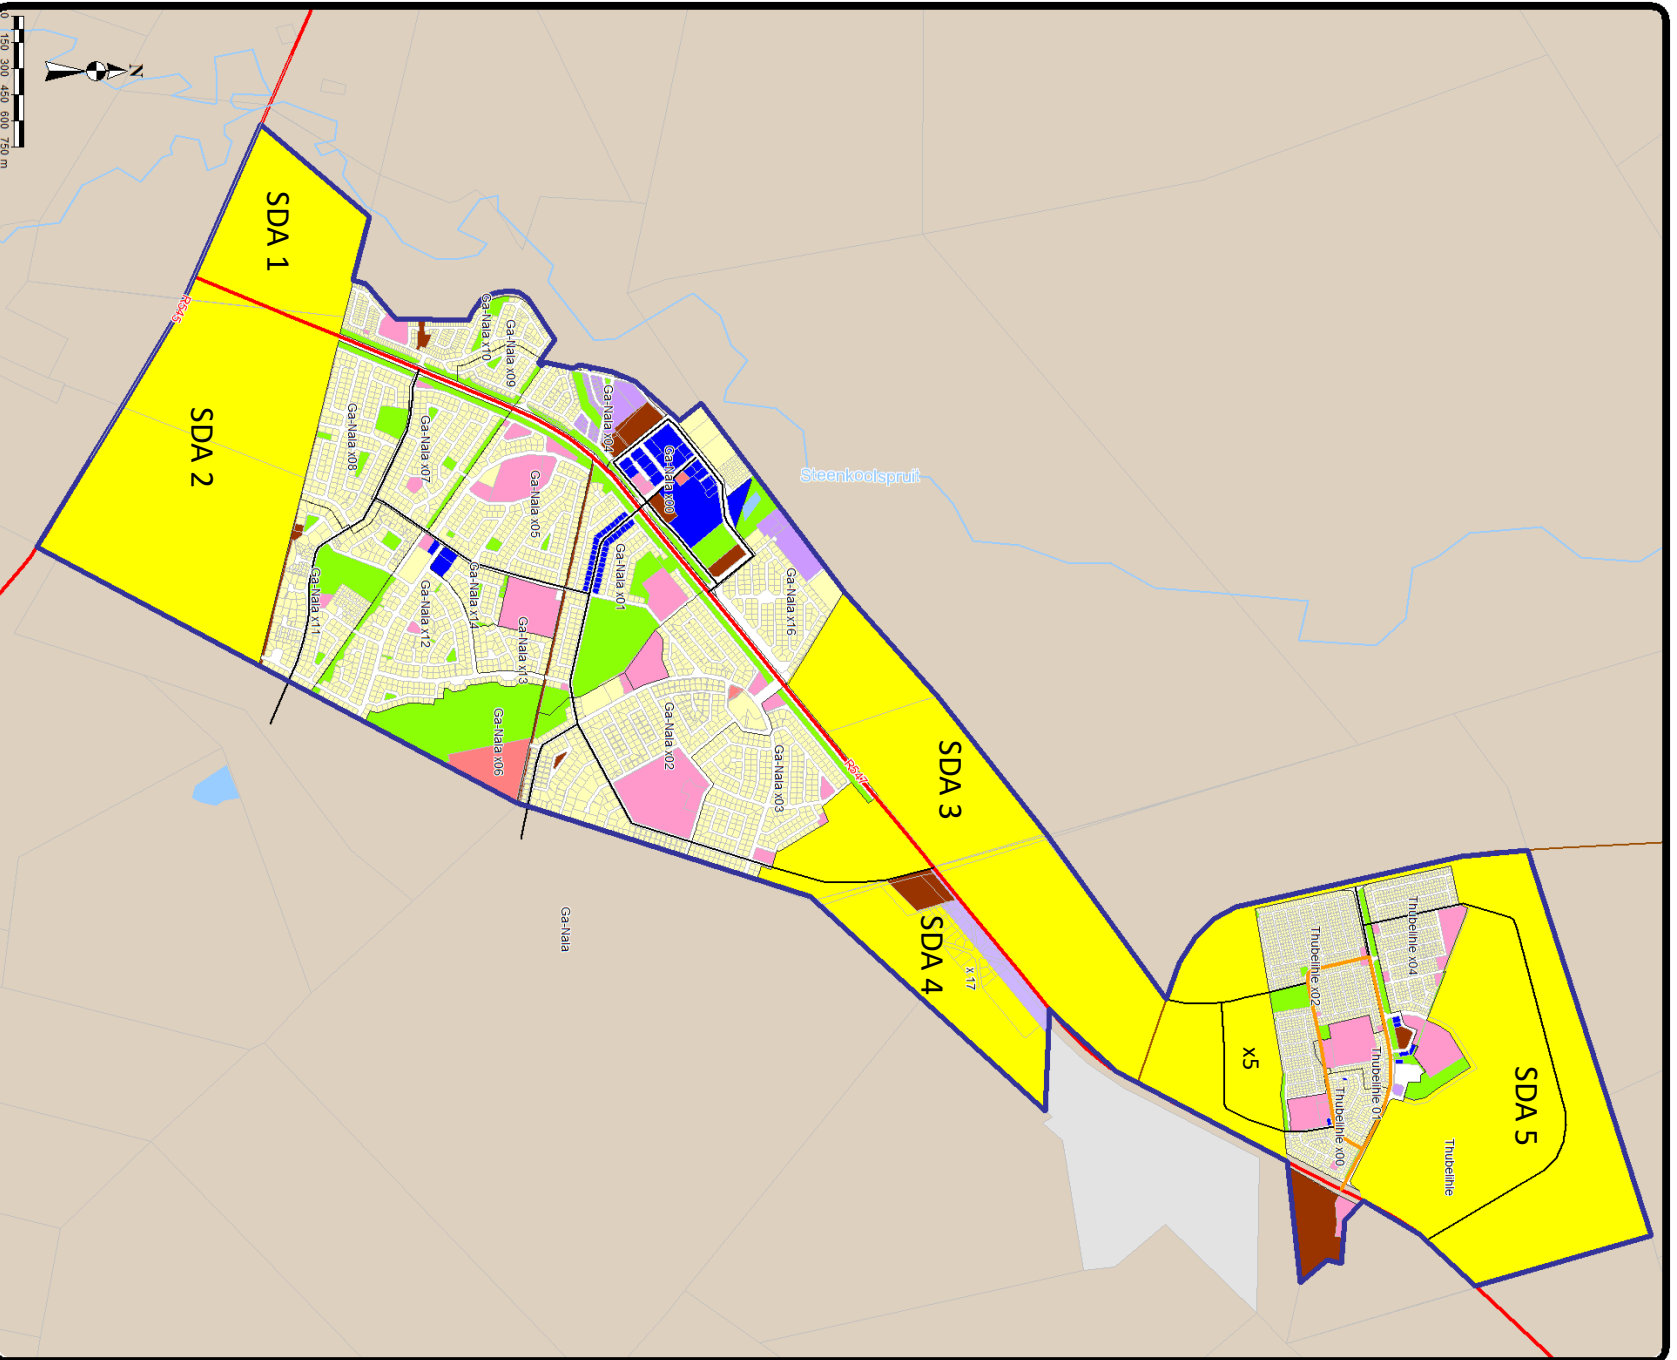 0 150 300 450 600 750 m
N
SDA 1
R545
SDA 2
Ga-Nala x10
Ga-Nala x09
Ga-Nala x08
Ga-Nala x07
Ga-Nala x04
Ga-Nala x00
Ga-Nala x05
Ga-Nala x01
Steenkoolspruit
Ga-Nala x16
Ga-Nala x11
Ga-Nala x12
Ga-Nala x14
Ga-Nala x13
Ga-Nala x06
Ga-Nala x02
Ga-Nala x03
R547
SDA 3
Ga-Nala
SDA 4
x 17
Thubelihle x04
Thubelihle x02
Thubelihle 01
Thubelihle x00
x5
SDA 5
Thubelihle